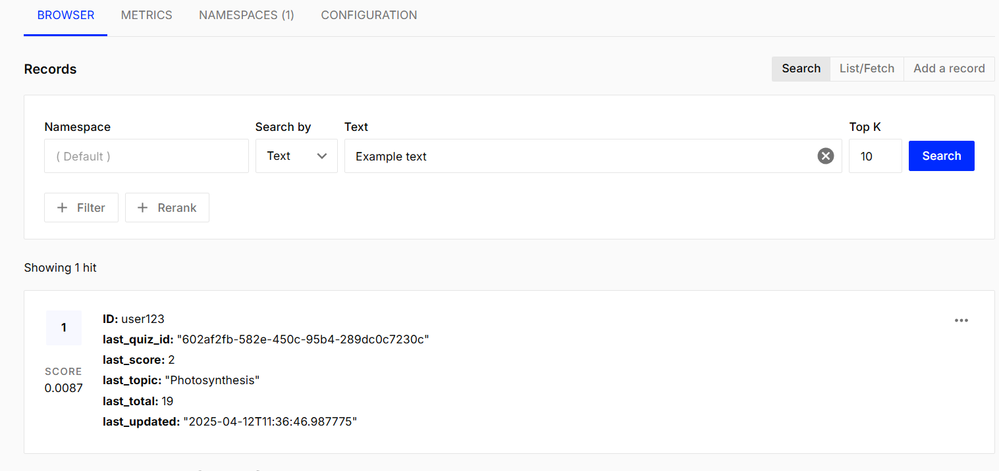 BROWSER METRICS NAMESPACES (1) CONFIGURATION
Records Search List/Fetch Add a record
Namespace Search by Text Top K
( Default ) Text Example text 10 Search
Filter Rerank
Showing 1 hit
1 ID: user123
last_quiz_id: "602af2fb-582e-450c-95b4-289dc0c7230c"
last_score: 2
SCORE last_topic: "Photosynthesis"
0.0087 last_total: 19
last_updated: "2025-04-12T11:36:46.987775"